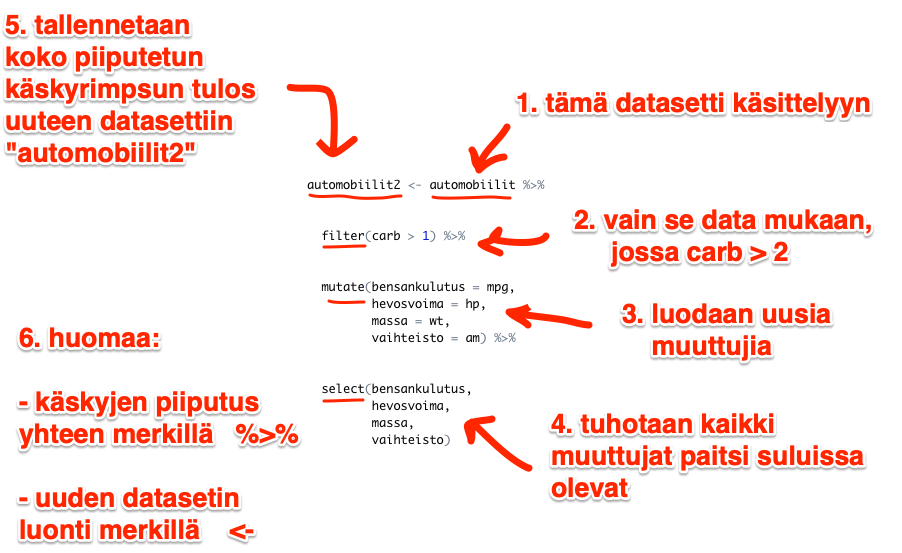 5. tallennetaan
koko piiputetun
käskyrimpsun tulos
uuteen datasettiin
"automobiilit2"
1. tämä datasetti käsittelyyn
automobiilit2 <- automobiilit %>%
filter(carb > 1) %>%
2. vain se data mukaan,
jossa carb > 2
mutate(bensankulutus = mpg,
hevosvoima = hp,
massa = wt,
vaihteisto = am) %>%
3. luodaan uusia
muuttujia
select(bensankulutus,
hevosvoima,
massa,
vaihteisto)
4. tuhotaan kaikki
muuttujat paitsi suluissa
olevat
6. huomaa:
- käskyjen piiputus
yhteen merkillä %>%
- uuden datasetin
luonti merkillä <-